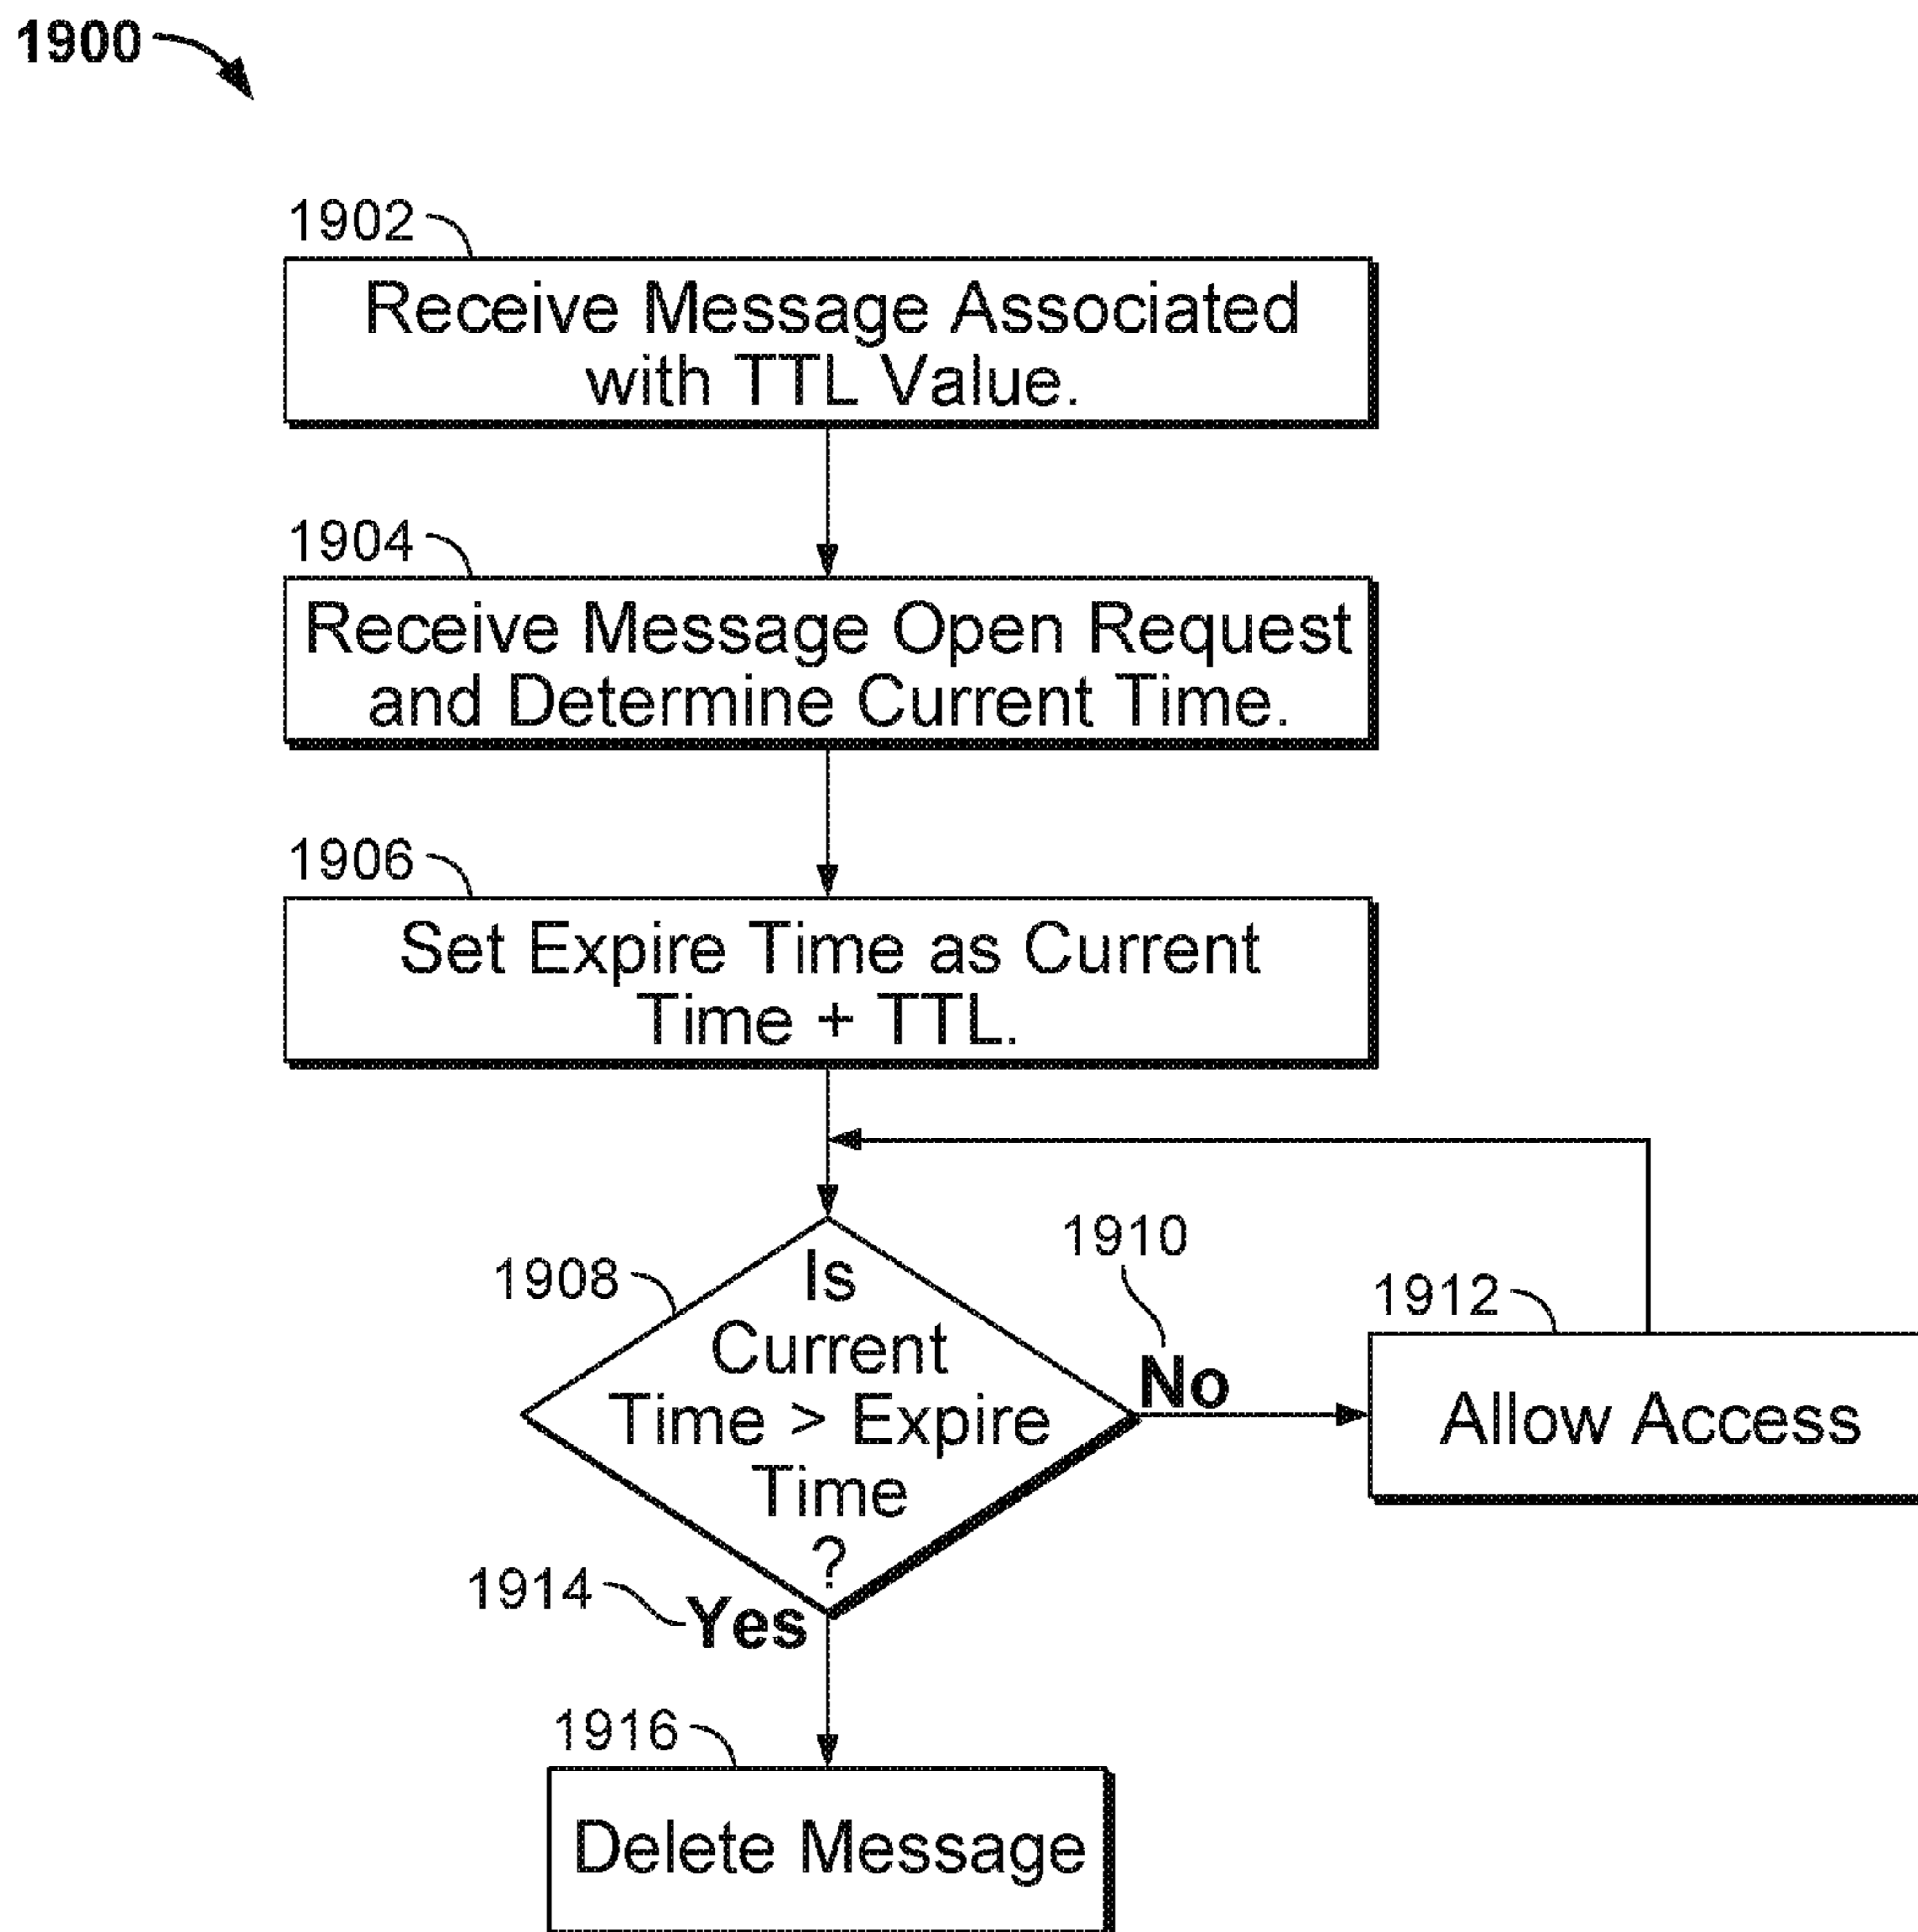 1900
1902
Receive Message Associated
with TTL Value.
1904
Receive Message Open Request
and Determine Current Time.
1906
Set Expire Time as Current
Time + TTL.
1908
Is
Current
Time > Expire
Time
?
1910
No
1912
Allow Access
1914
Yes
1916
Delete Message